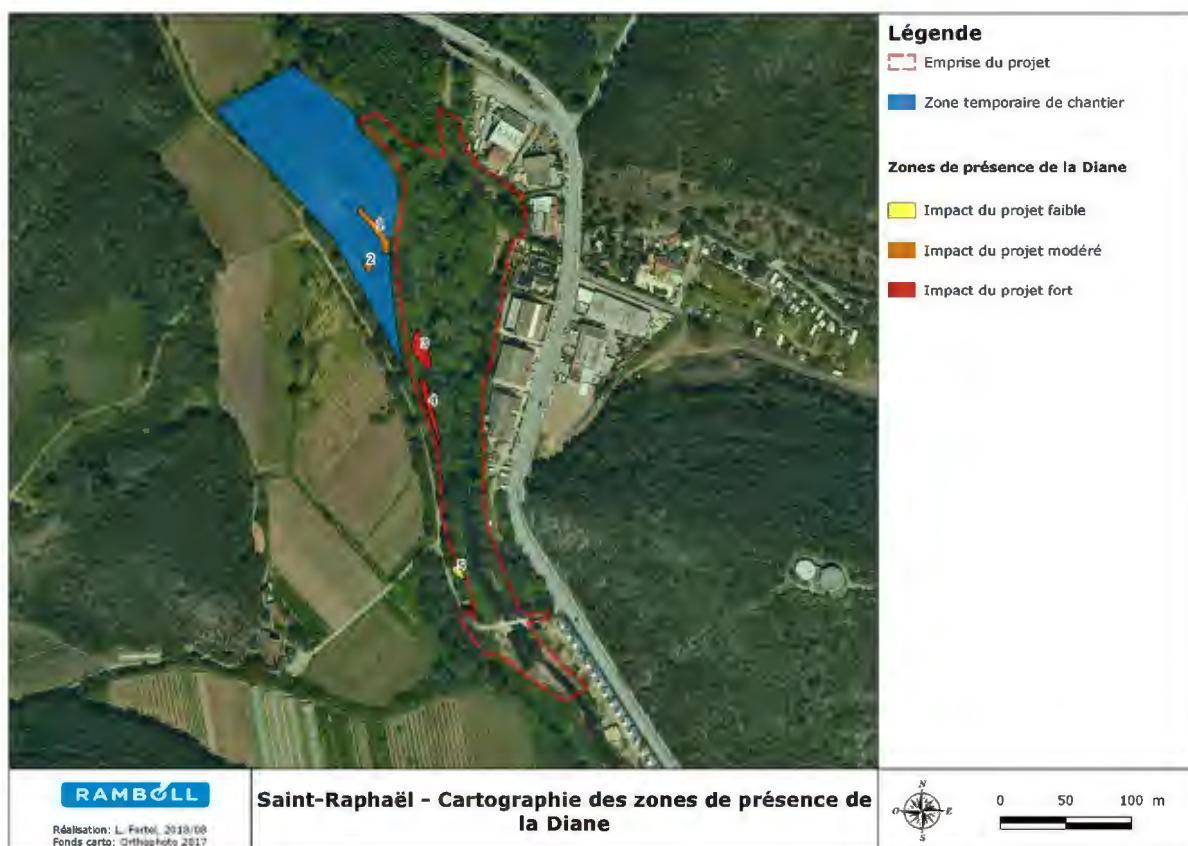 Légende
Emprise du projet
Zone temporaire de chantier
Zones de présence de la Diane
Impact du projet faible
Impact du projet modéré
Impact du projet fort
1
2
3
4
5
RAMBOLL
Réalisation: L. Fertel, 2018/08
Fonds carto: Orthophoto 2017
Saint-Raphaël - Cartographie des zones de présence de
la Diane
N
O
E
S
0 50 100 m